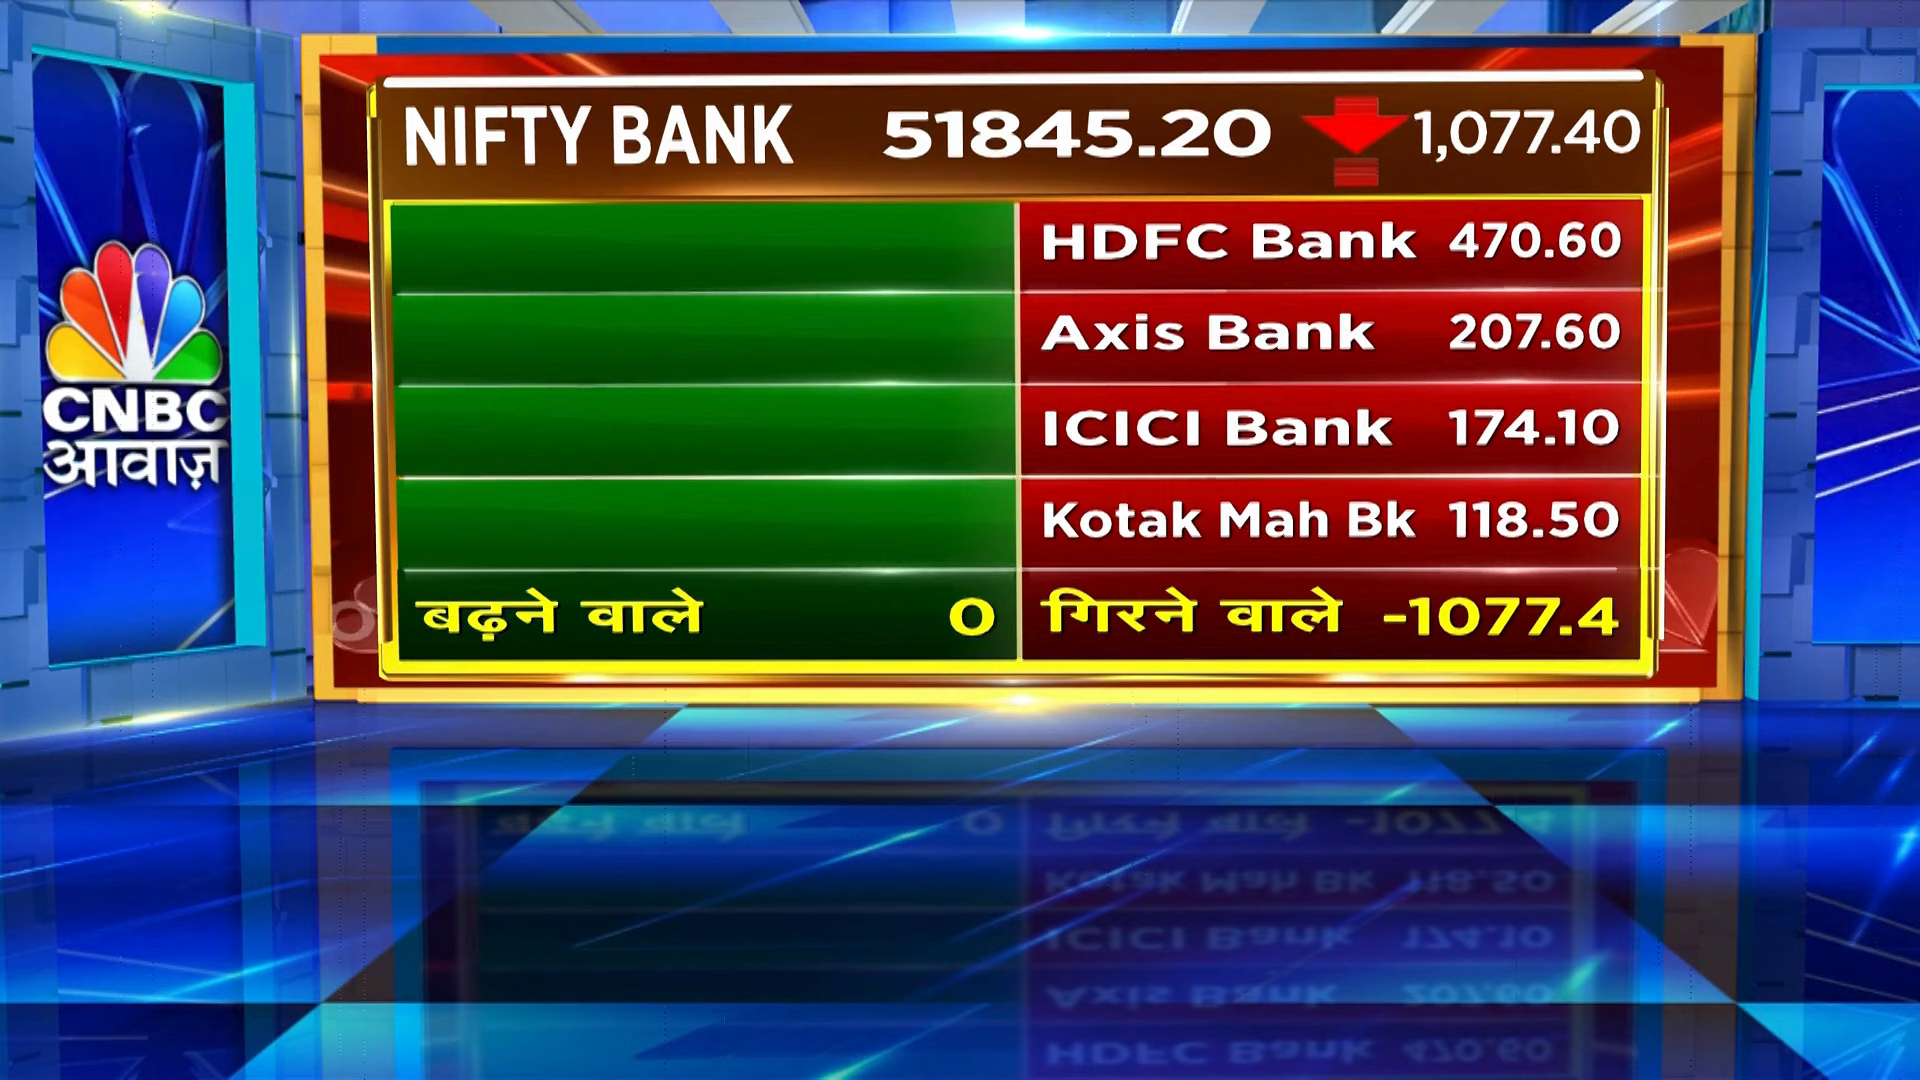 NIFTY BANK 51845.20 1,077.40
HDFC Bank 470.60
Axis Bank 207.60
ICICI Bank 174.10
Kotak Mah Bk 118.50
बढ़ने वाले 0 गिरने वाले -1077.4
CNBC
आवाज़